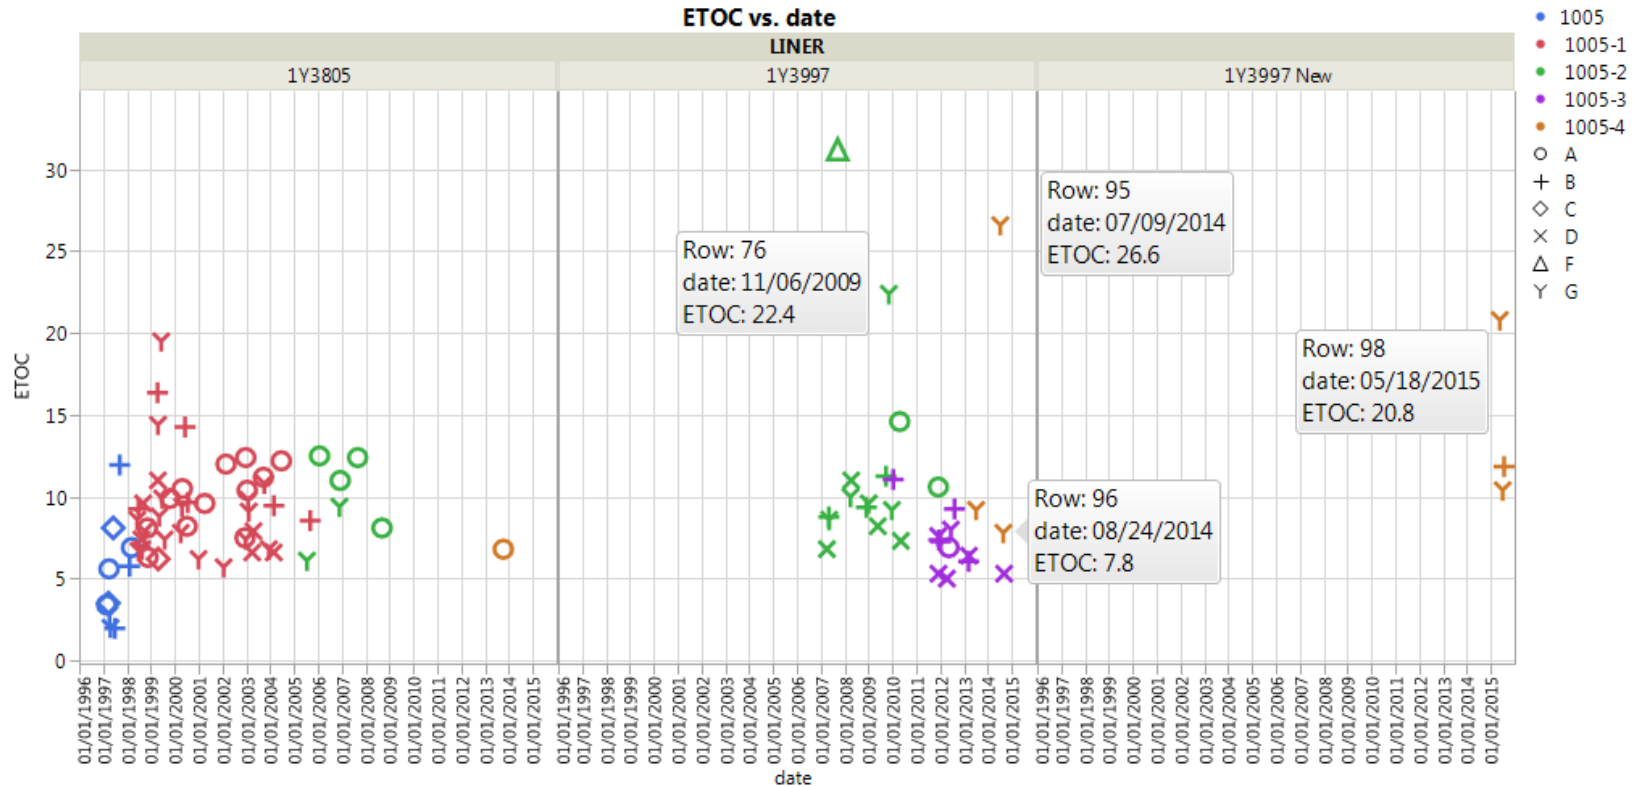 ETOC vs. date
LINER
1Y3805
1Y3997
1Y3997 New
1005
1005-1
1005-2
1005-3
1005-4
A
B
C
D
F
G
ETOC
30
25
20
15
10
5
0
Row: 76
date: 11/06/2009
ETOC: 22.4
Row: 95
date: 07/09/2014
ETOC: 26.6
Row: 98
date: 05/18/2015
ETOC: 20.8
Row: 96
date: 08/24/2014
ETOC: 7.8
01/01/1996
01/01/1997
01/01/1998
01/01/1999
01/01/2000
01/01/2001
01/01/2002
01/01/2003
01/01/2004
01/01/2005
01/01/2006
01/01/2007
01/01/2008
01/01/2009
01/01/2010
01/01/2011
01/01/2012
01/01/2013
01/01/2014
01/01/2015
01/01/1996
01/01/1997
01/01/1998
01/01/1999
01/01/2000
01/01/2001
01/01/2002
01/01/2003
01/01/2004
01/01/2005
01/01/2006
01/01/2007
01/01/2008
01/01/2009
01/01/2010
01/01/2011
01/01/2012
01/01/2013
01/01/2014
01/01/2015
01/01/1996
01/01/1997
01/01/1998
01/01/1999
01/01/2000
01/01/2001
01/01/2002
01/01/2003
01/01/2004
01/01/2005
01/01/2006
01/01/2007
01/01/2008
01/01/2009
01/01/2010
01/01/2011
01/01/2012
01/01/2013
01/01/2014
01/01/2015
date